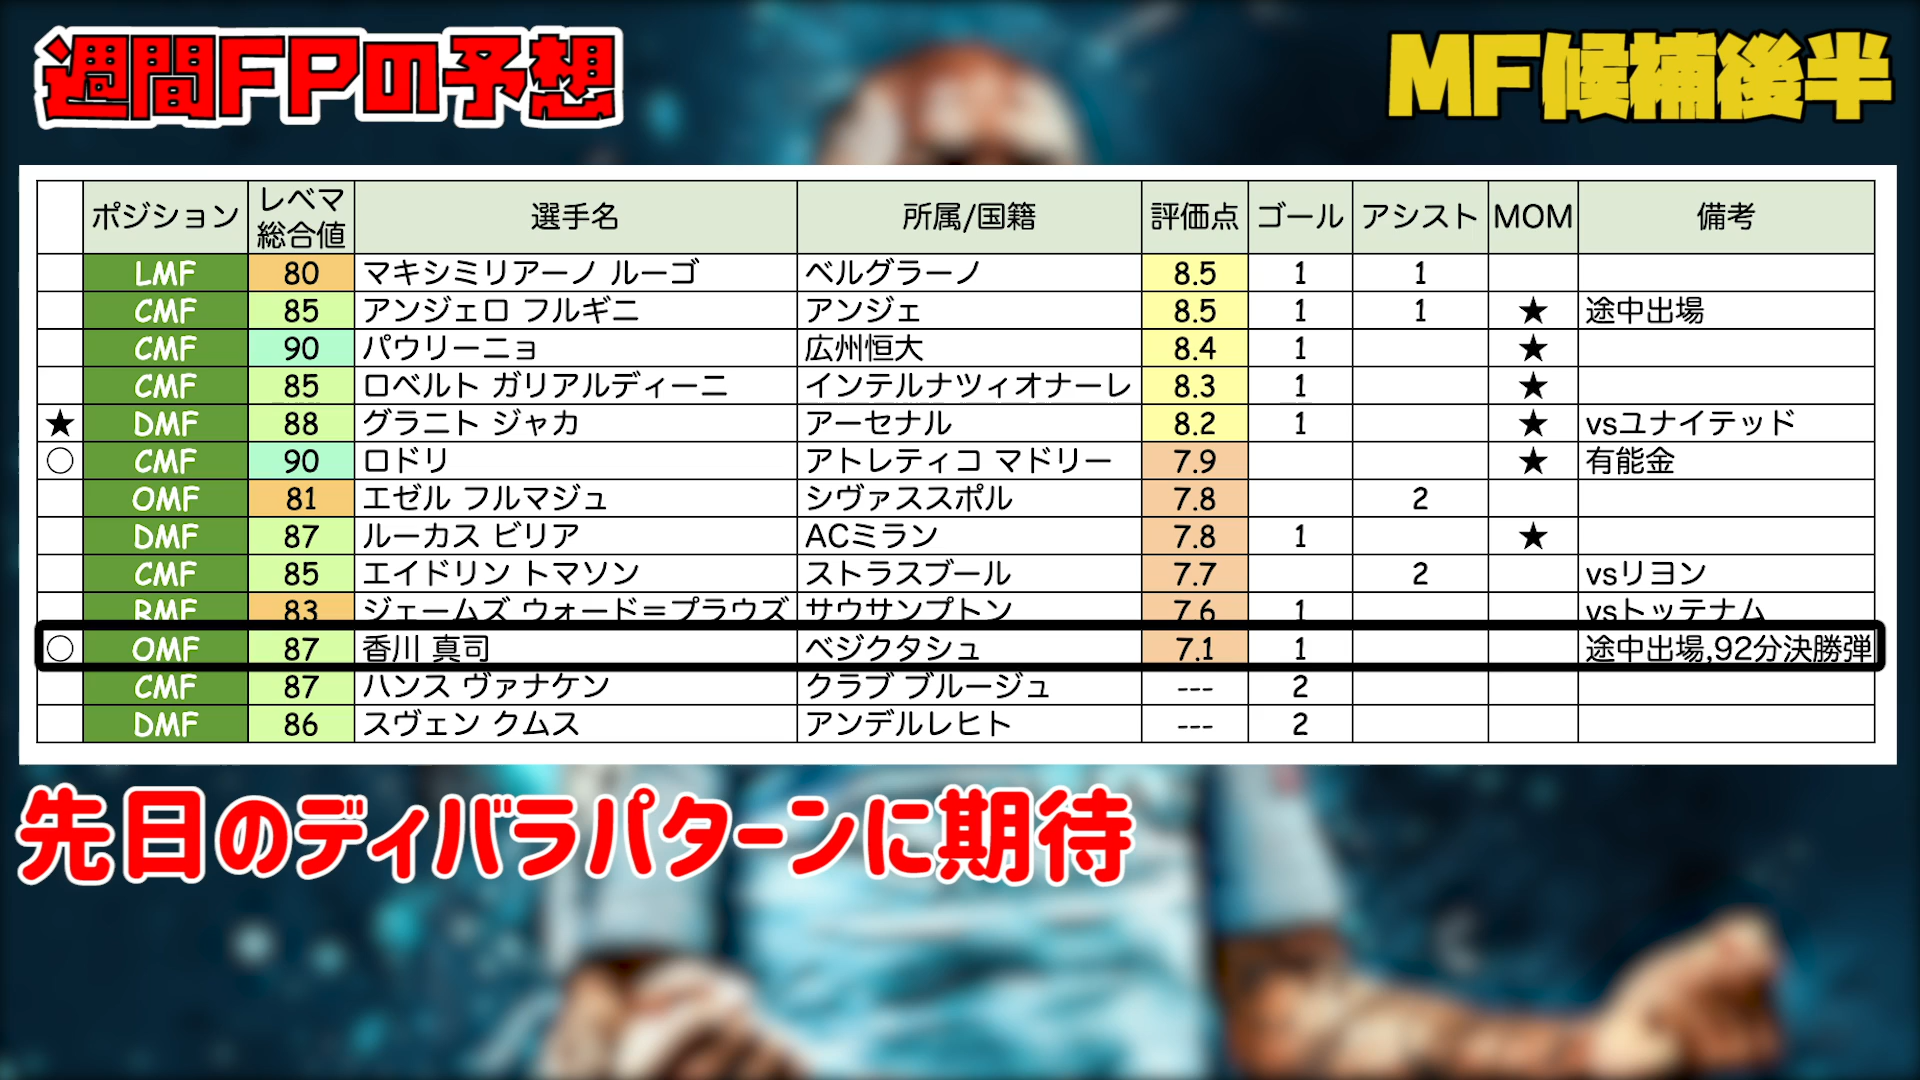 週間FPの予想
MF候補後半
ポジション レベマ総合値 選手名 所属/国籍 評価点 ゴール アシスト MOM 備考
LMF 80 マキシミリアーノ ルーゴ ベルグラーノ 8.5 1 1
CMF 85 アンジェロ フルギニ アンジェ 8.5 1 1 ★ 途中出場
CMF 90 パウリーニョ 広州恒大 8.4 1 ★
CMF 85 ロベルト ガリアルディーニ インテルナツィオナーレ 8.3 1 ★
★ DMF 88 グラニト ジャカ アーセナル 8.2 1 ★ vsユナイテッド
○ CMF 90 ロドリ アトレティコ マドリー 7.9 ★ 有能金
OMF 81 エゼル フルマジュ シヴァススポル 7.8 2
DMF 87 ルーカス ビリア ACミラン 7.8 1 ★
CMF 85 エイドリン トマソン ストラスブール 7.7 2 vsリヨン
RMF 83 ジェームズ ウォード＝プラウズ サウサンプトン 7.6 1 vsトッテナム
○ OMF 87 香川 真司 ベジクタシュ 7.1 1 途中出場,92分決勝弾
CMF 87 ハンス ヴァナケン クラブ ブルージュ --- 2
DMF 86 スヴェン クムス アンデルレヒト --- 2
先日のディバラパターンに期待